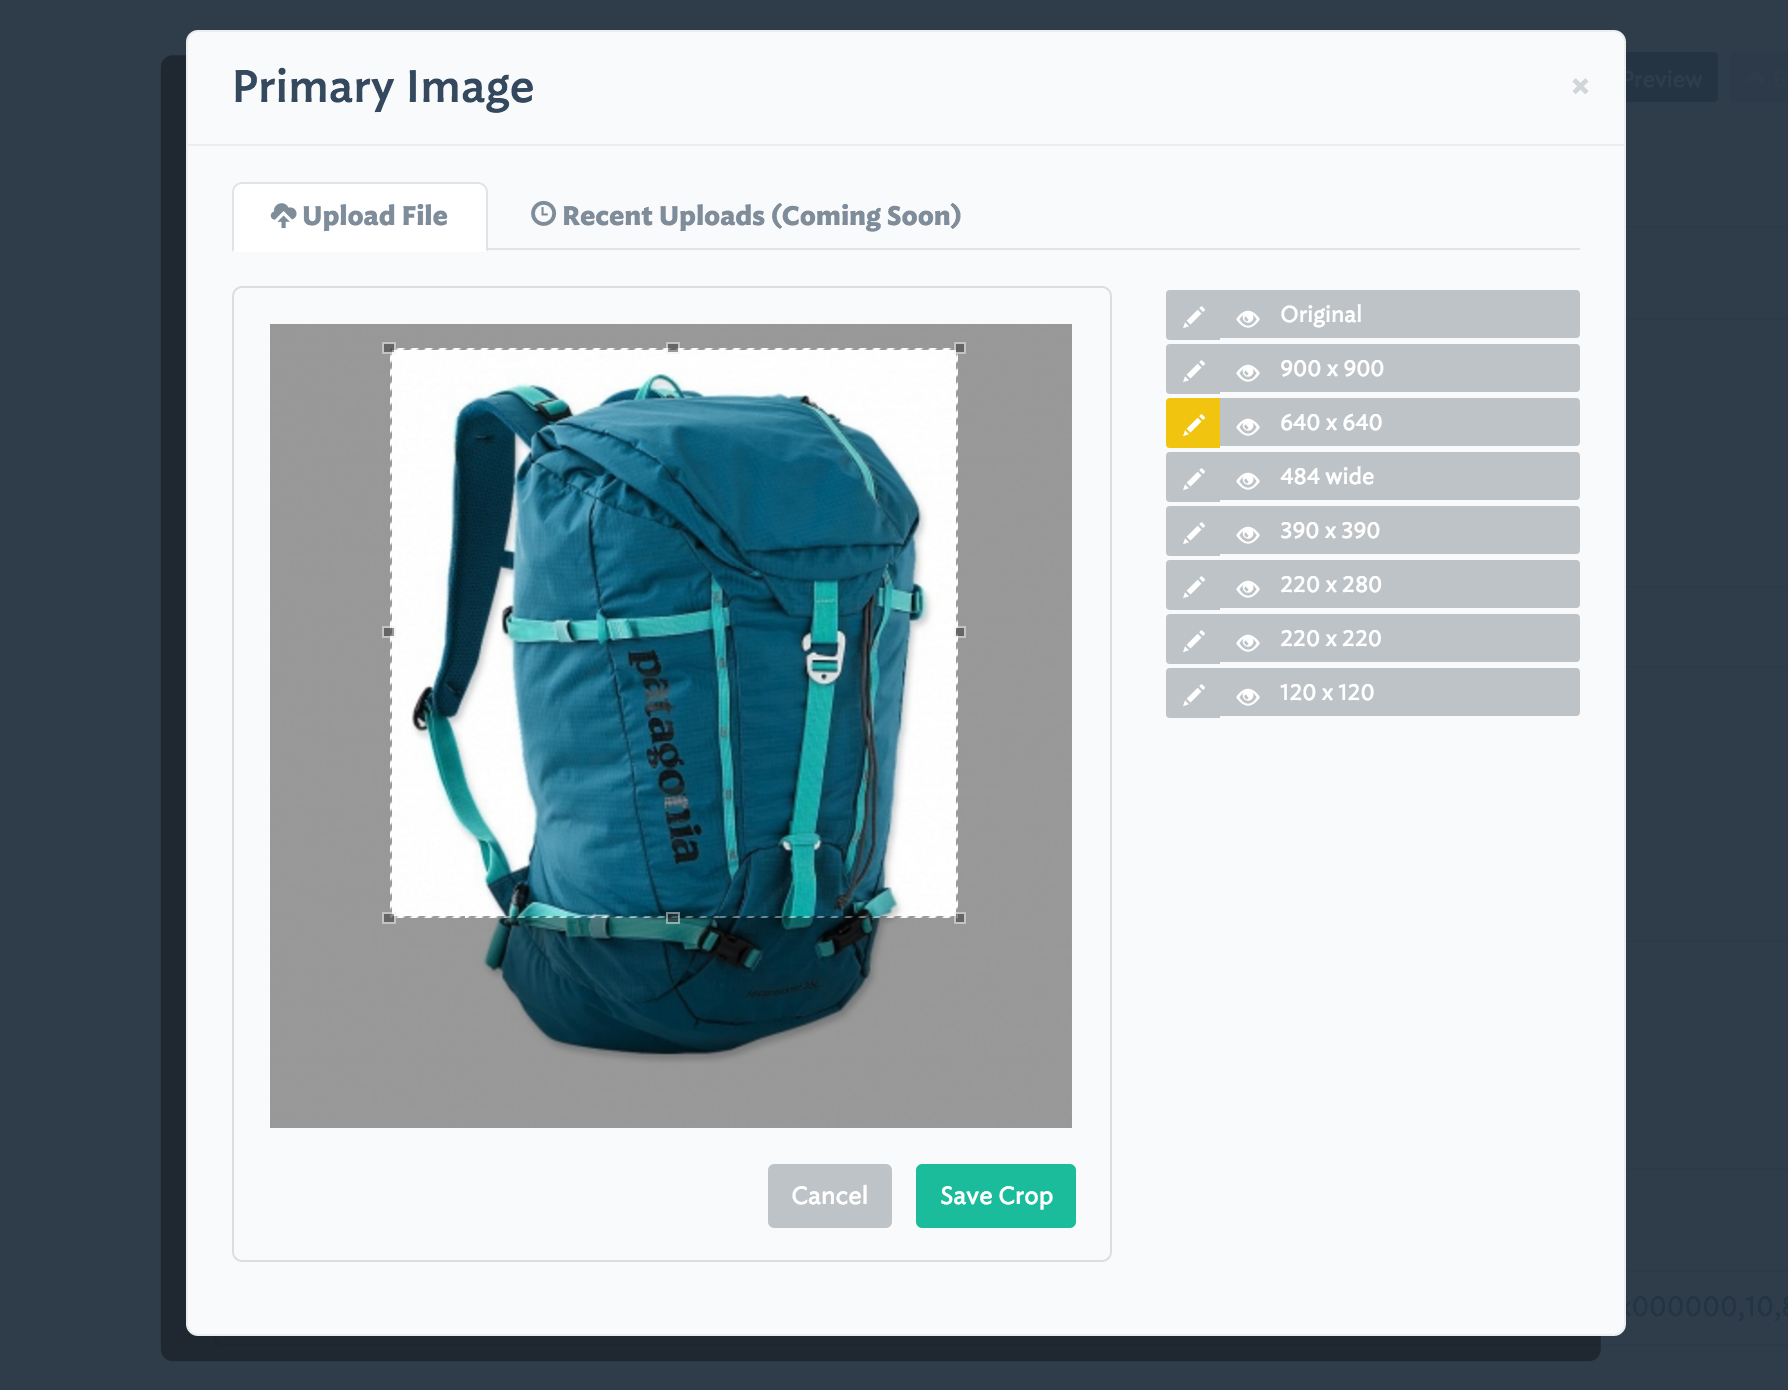 Primary Image
Preview
Upload File
Recent Uploads (Coming Soon)
Original
900 x 900
640 x 640
484 wide
390 x 390
220 x 280
220 x 220
120 x 120
patagonia
Cancel
Save Crop
000000,10,